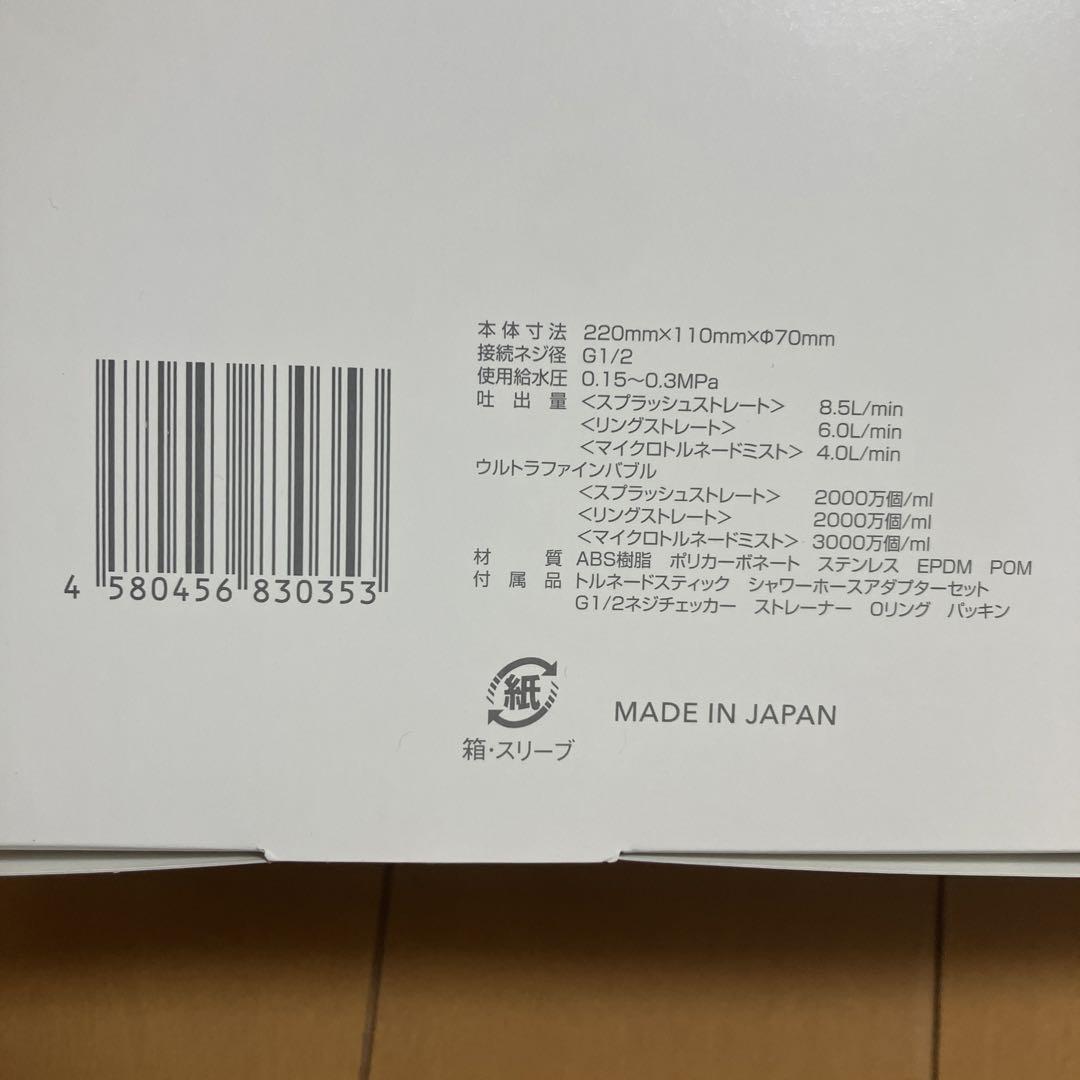 本体寸法 220mm×110mm×Φ70mm
接続ネジ径 G1/2
使用給水圧 0.15～0.3MPa
吐出量 <スプラッシュストレート> 8.5L/min
<リングストレート> 6.0L/min
<マイクロトルネードミスト> 4.0L/min
ウルトラファインバブル
<スプラッシュストレート> 2000万個/ml
<リングストレート> 2000万個/ml
<マイクロトルネードミスト> 3000万個/ml
材質 ABS樹脂 ポリカーボネート ステンレス EPDM POM
付属品 トルネードスティック シャワーホースアダプターセット
G1/2ネジチェッカー ストレーナー Oリング パッキン
4 580456 830353
紙
箱・スリーブ
MADE IN JAPAN